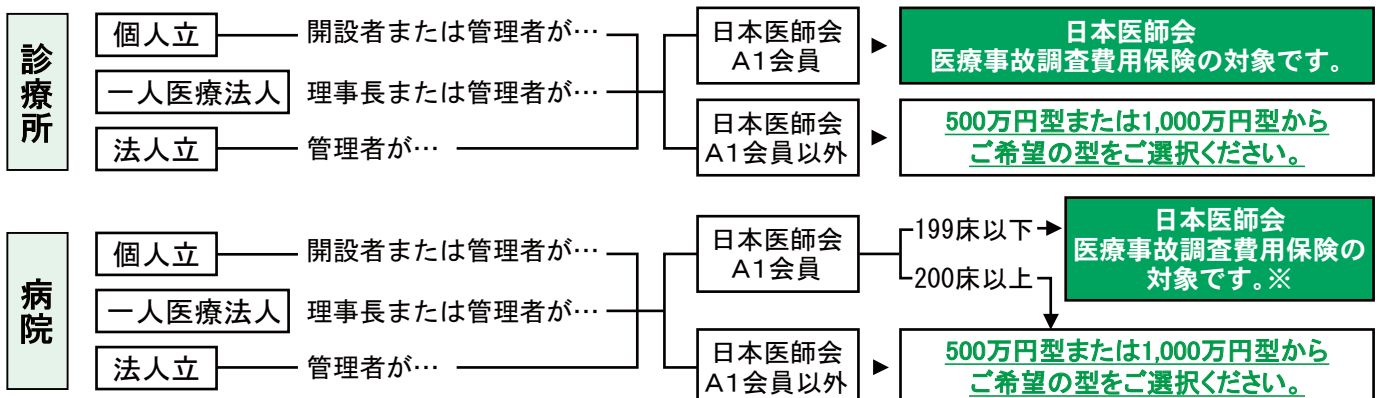 診療所
個人立
開設者または管理者が…
一人医療法人
理事長または管理者が…
法人立
管理者が…
日本医師会
A1会員
▶
日本医師会
医療事故調査費用保険の対象です。
日本医師会
A1会員以外
▶
500万円型または1,000万円型から
ご希望の型をご選択ください。
病院
個人立
開設者または管理者が…
一人医療法人
理事長または管理者が…
法人立
管理者が…
日本医師会
A1会員
199床以下
日本医師会
医療事故調査費用保険の
対象です。※
200床以上
日本医師会
A1会員以外
▶
500万円型または1,000万円型から
ご希望の型をご選択ください。